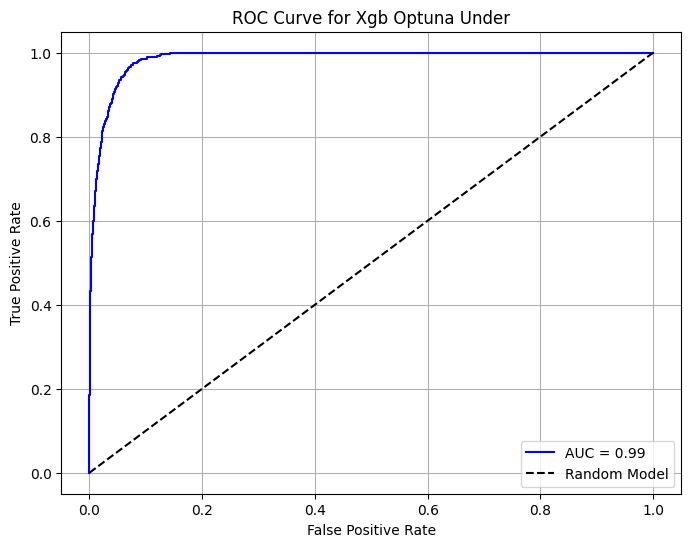 ROC Curve for Xgb Optuna Under
1.0
0.8
0.6
0.4
0.2
0.0
True Positive Rate
0.0 0.2 0.4 0.6 0.8 1.0
False Positive Rate
AUC = 0.99
Random Model